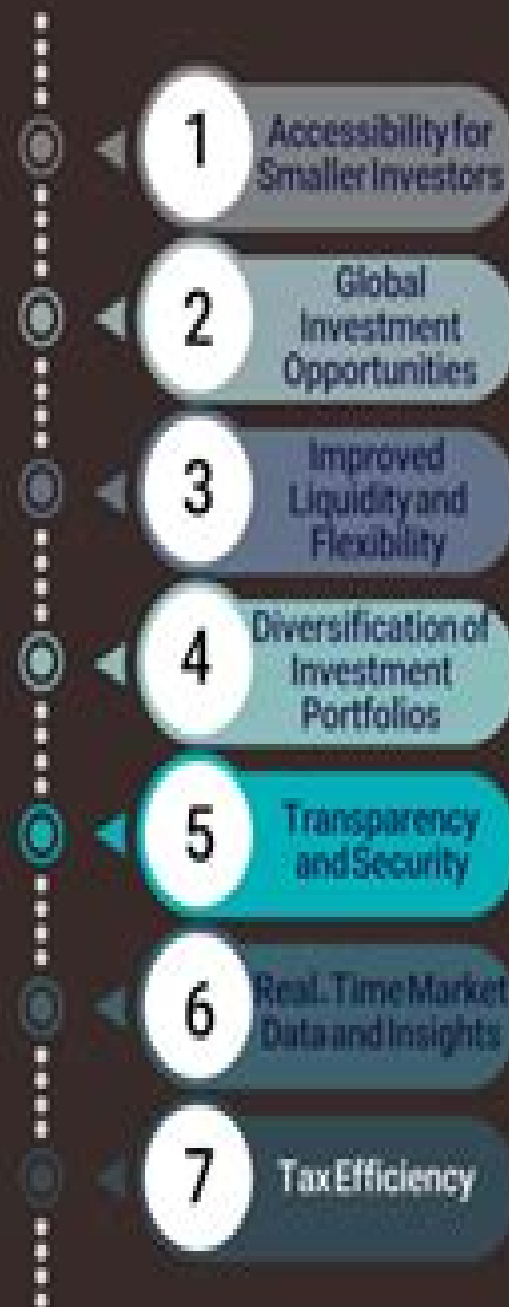 1
Accessibility for
Smaller Investors
2
Global
Investment
Opportunities
3
Improved
Liquidity and
Flexibility
4
Diversification of
Investment
Portfolios
5
Transparency
and Security
6
Real-Time Market
Data and Insights
7
Tax Efficiency